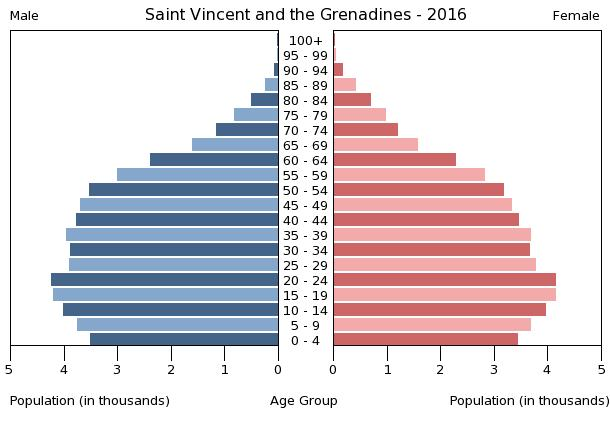 Male Saint Vincent and the Grenadines - 2016 Female
100+
95 - 99
90 - 94
85 - 89
80 - 84
75 - 79
70 - 74
65 - 69
60 - 64
55 - 59
50 - 54
45 - 49
40 - 44
35 - 39
30 - 34
25 - 29
20 - 24
15 - 19
10 - 14
5 - 9
0 - 4
5 4 3 2 1 0 0 1 2 3 4 5
Population (in thousands) Age Group Population (in thousands)